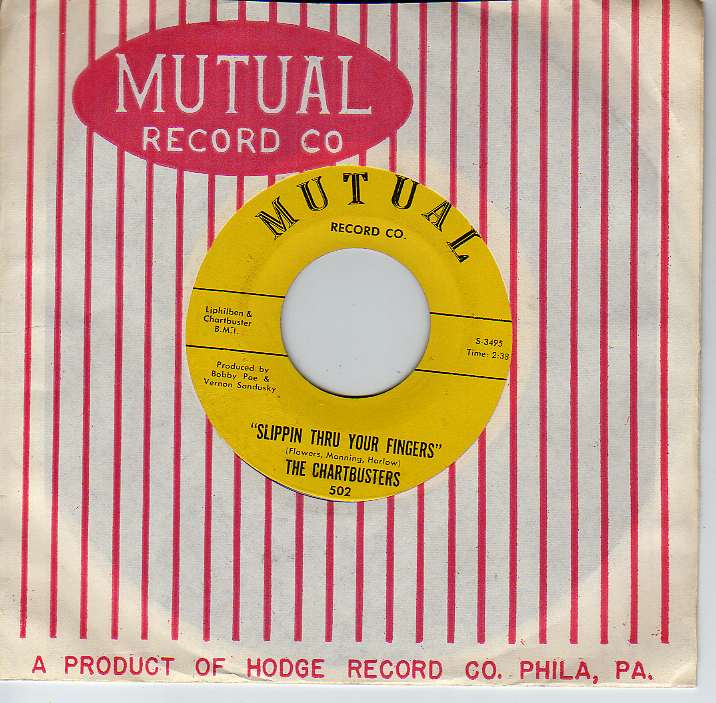 MUTUAL
RECORD CO
MUTUAL
RECORD CO.
Liphilben &
Chartbuster
B.M.I.
S-3495
Time: 2:38
Produced by
Bobby Poe &
Vernon Sandusky
"SLIPPIN THRU YOUR FINGERS"
(Flowers, Manning, Harlow)
THE CHARTBUSTERS
502
A PRODUCT OF HODGE RECORD CO. PHILA, PA.